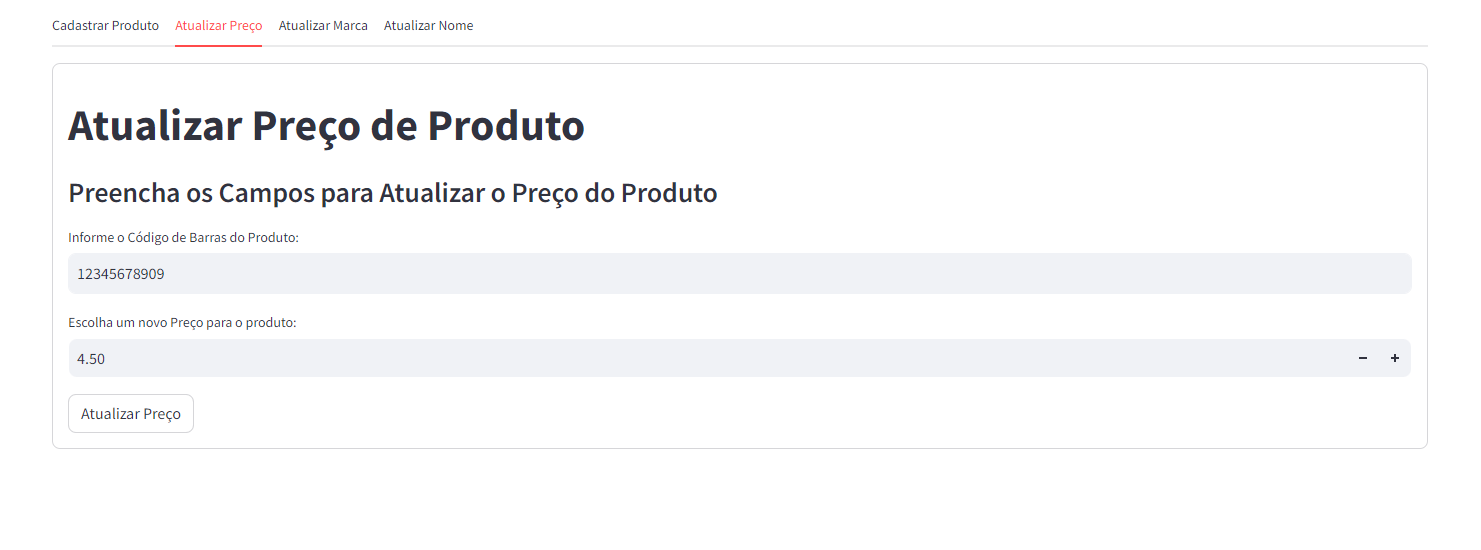 Cadastrar Produto Atualizar Preço Atualizar Marca Atualizar Nome
Atualizar Preço de Produto
Preencha os Campos para Atualizar o Preço do Produto
Informe o Código de Barras do Produto:
12345678909
Escolha um novo Preço para o produto:
4.50
Atualizar Preço